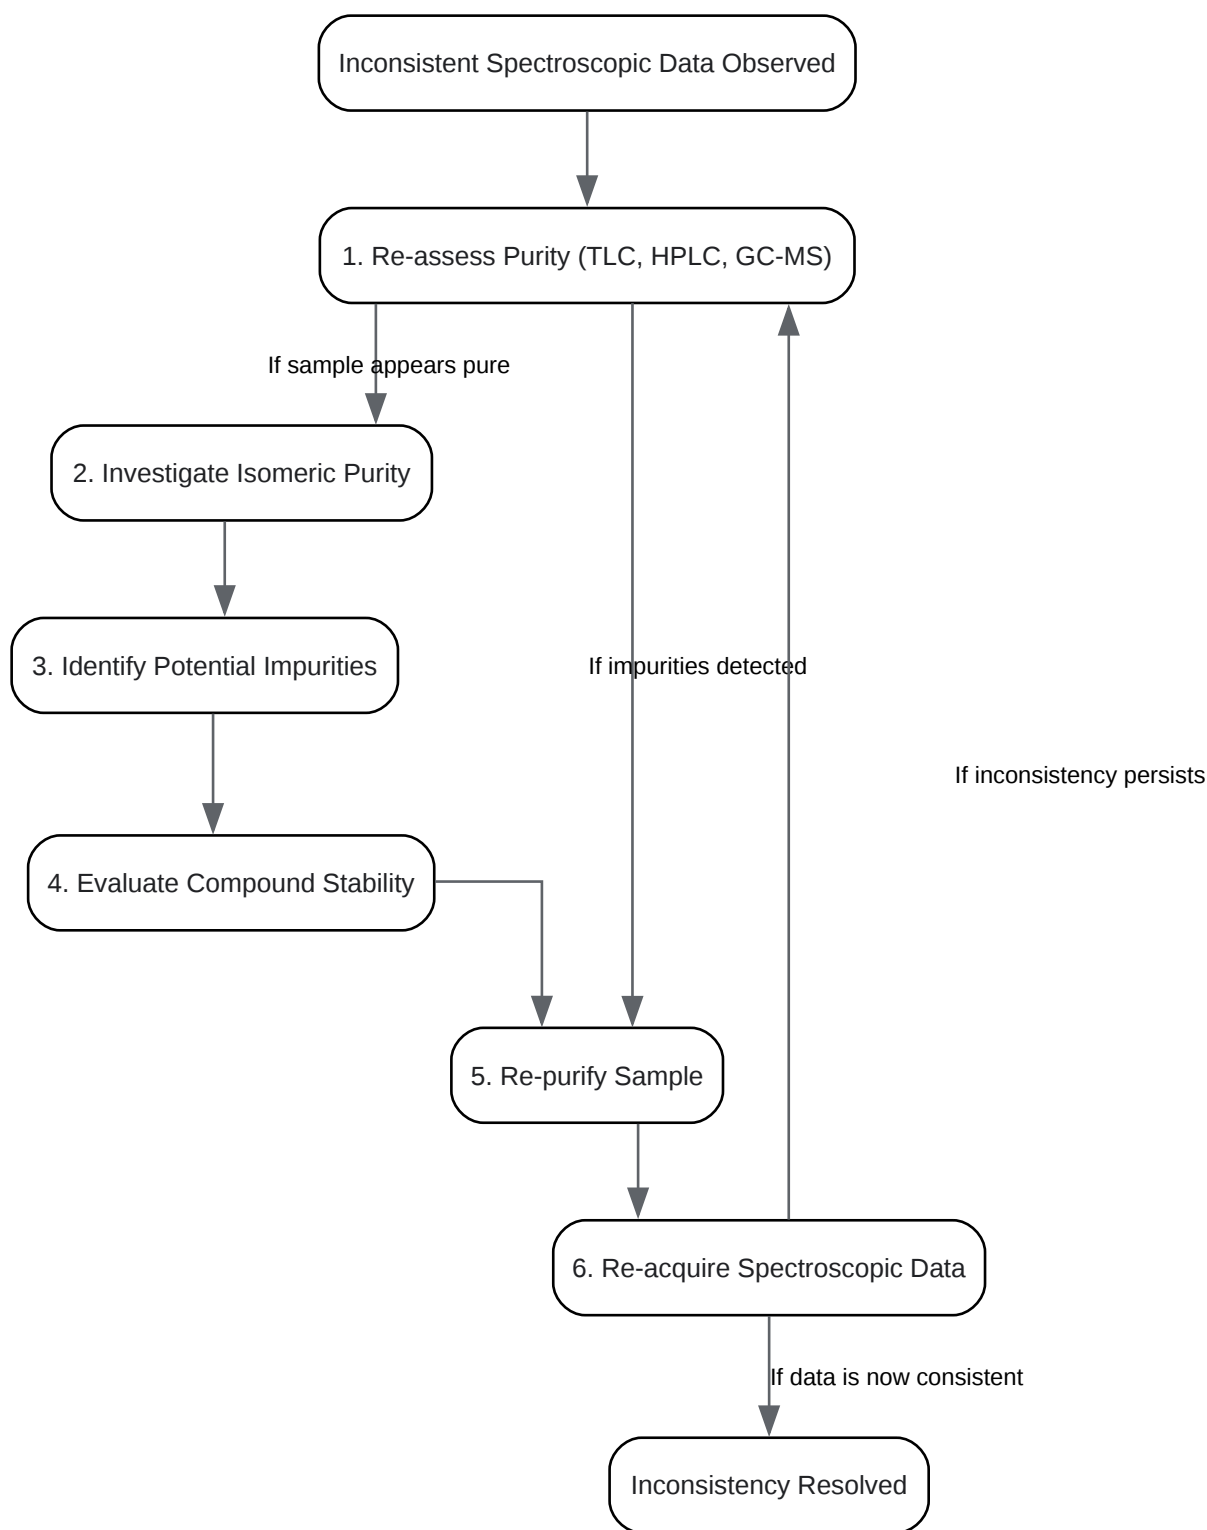 Inconsistent Spectroscopic Data Observed
1. Re-assess Purity (TLC, HPLC, GC-MS)
If sample appears pure
2. Investigate Isomeric Purity
3. Identify Potential Impurities
If impurities detected
If inconsistency persists
4. Evaluate Compound Stability
5. Re-purify Sample
6. Re-acquire Spectroscopic Data
If data is now consistent
Inconsistency Resolved